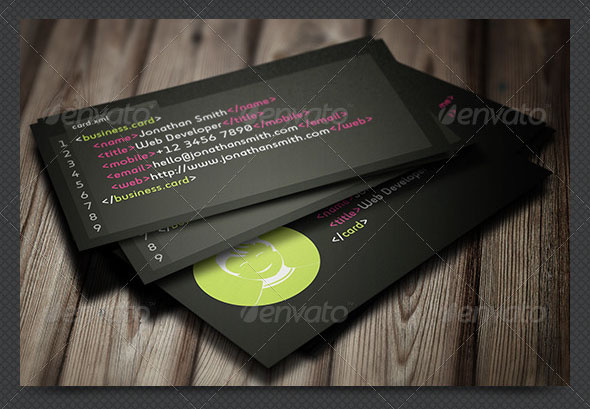 card.xml
1 <business.card>
2 <name>Jonathan Smith</name>
3 <title>Web Developer</title>
4 <mobile>+12 3456 7890</mobile>
5 <email>hello@jonathansmith.com</email>
6 <web>http://www.jonathansmith.com</web>
7 </business.card>
8
9
8
9
<title>Web Developer
</card>
envato
envato
envato
envato
envato
envato